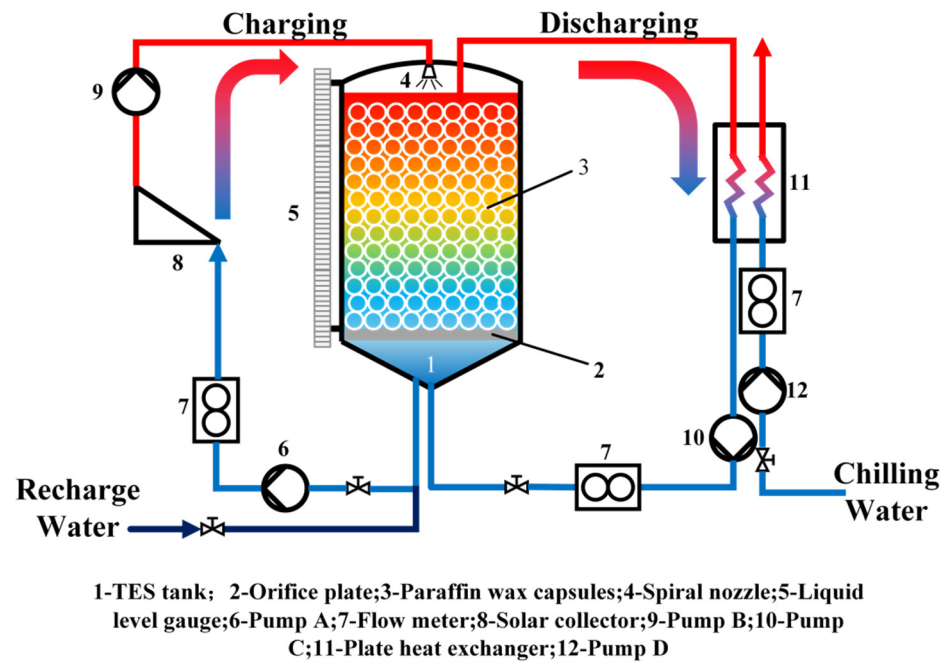 Charging
Discharging
9
4
3
11
5
8
7
1
2
12
7
6
10
7
Recharge
Water
Chilling
Water
1-TES tank; 2-Orifice plate;3-Paraffin wax capsules;4-Spiral nozzle;5-Liquid
level gauge;6-Pump A;7-Flow meter;8-Solar collector;9-Pump B;10-Pump
C;11-Plate heat exchanger;12-Pump D